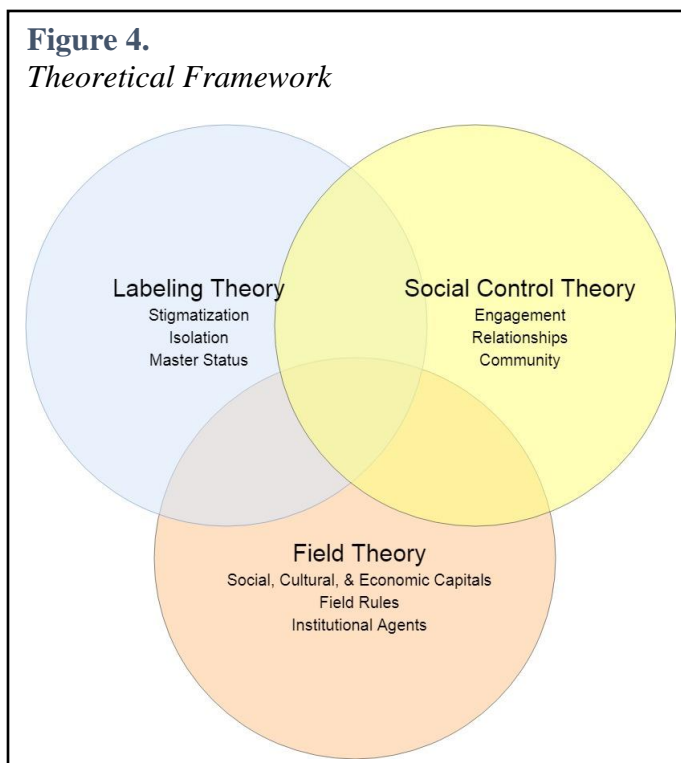 Figure 4.
Theoretical Framework
Labeling Theory
Stigmatization
Isolation
Master Status
Social Control Theory
Engagement
Relationships
Community
Field Theory
Social, Cultural, & Economic Capitals
Field Rules
Institutional Agents